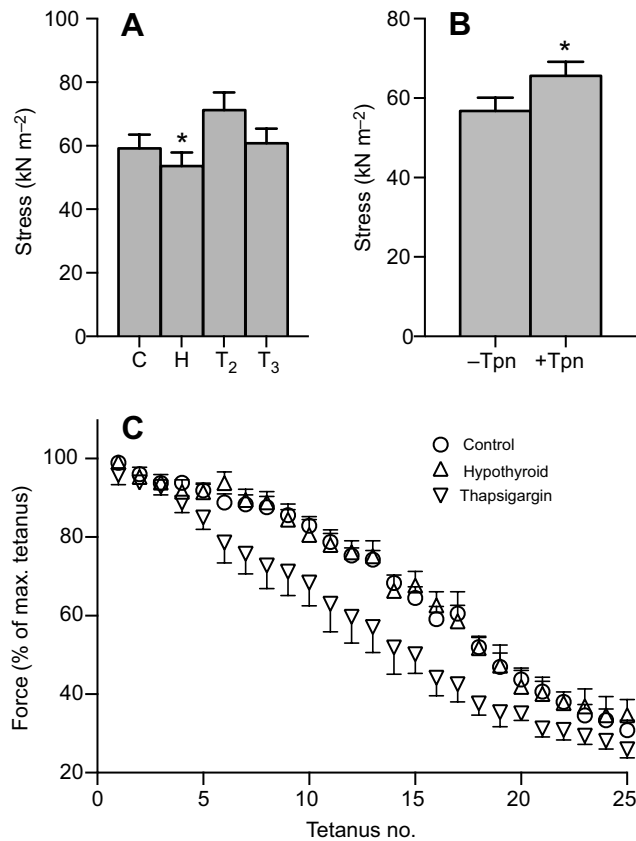 A
Stress (kN m⁻²)
100
80
60
40
20
0
*
C H T₂ T₃
B
Stress (kN m⁻²)
80
60
40
20
0
*
–Tpn +Tpn
C
Force (% of max. tetanus)
100
80
60
40
20
Control
Hypothyroid
Thapsigargin
0 5 10 15 20 25
Tetanus no.